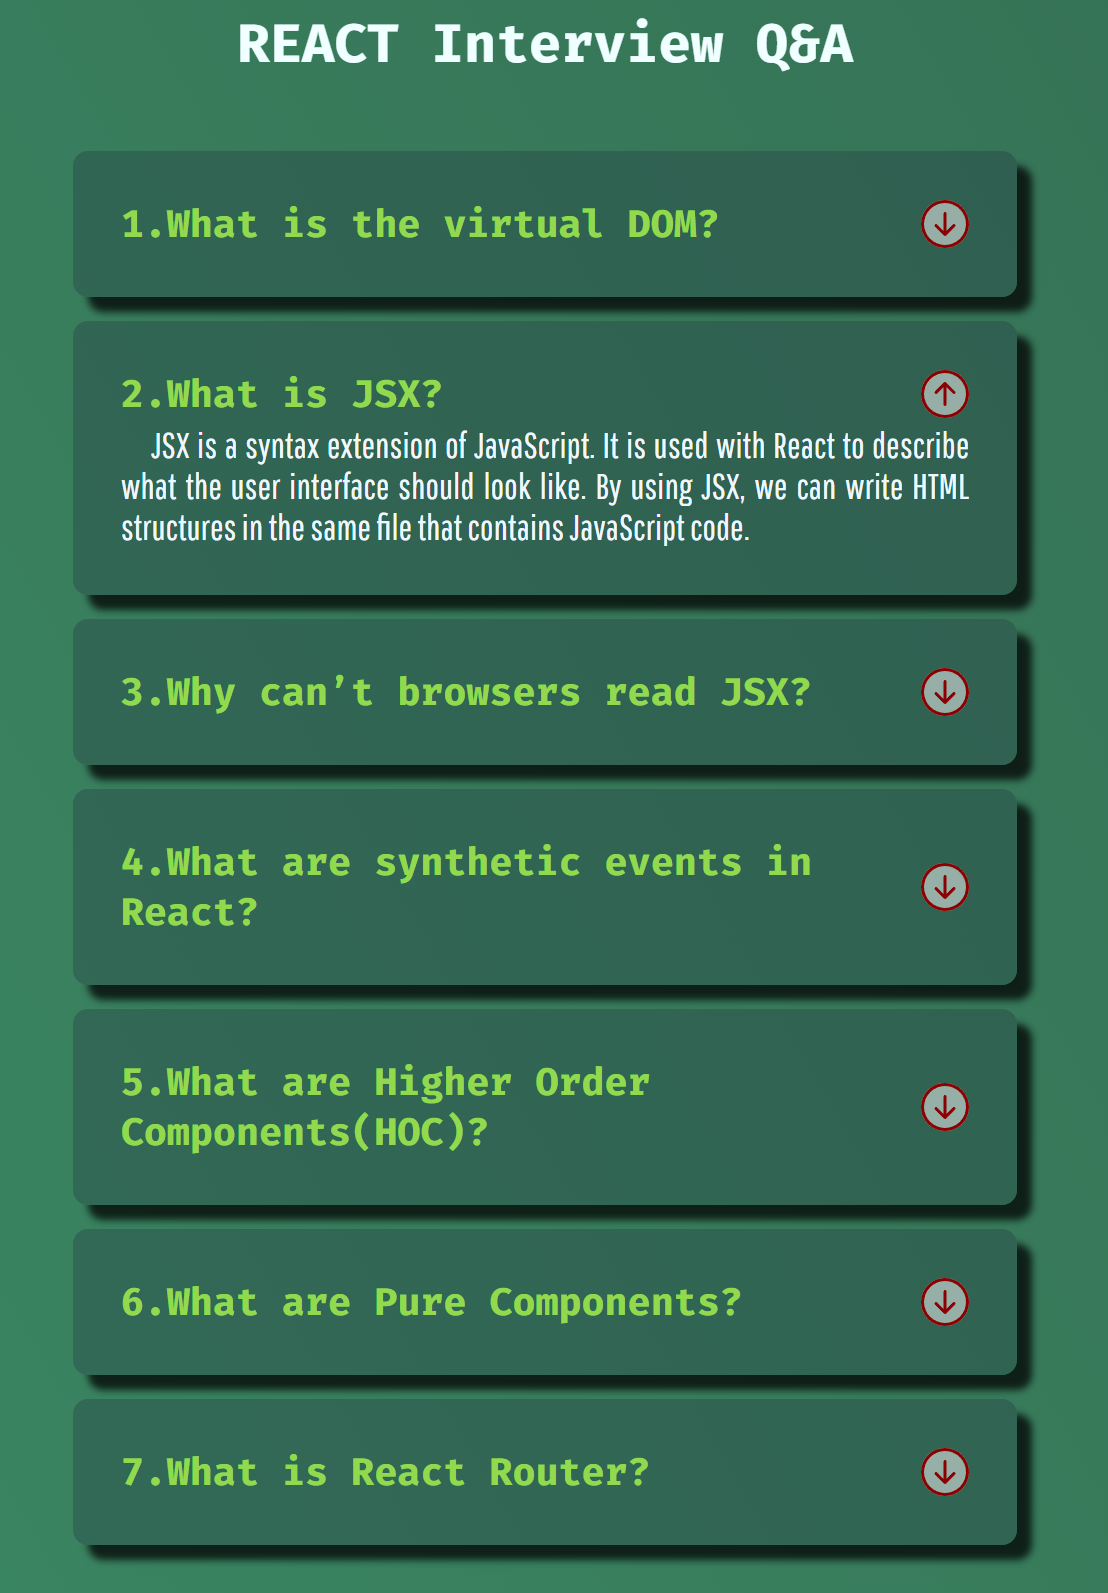 REACT Interview Q&A
1.What is the virtual DOM?
2.What is JSX?
JSX is a syntax extension of JavaScript. It is used with React to describe
what the user interface should look like. By using JSX, we can write HTML
structures in the same file that contains JavaScript code.
3.Why can’t browsers read JSX?
4.What are synthetic events in
React?
5.What are Higher Order
Components(HOC)?
6.What are Pure Components?
7.What is React Router?